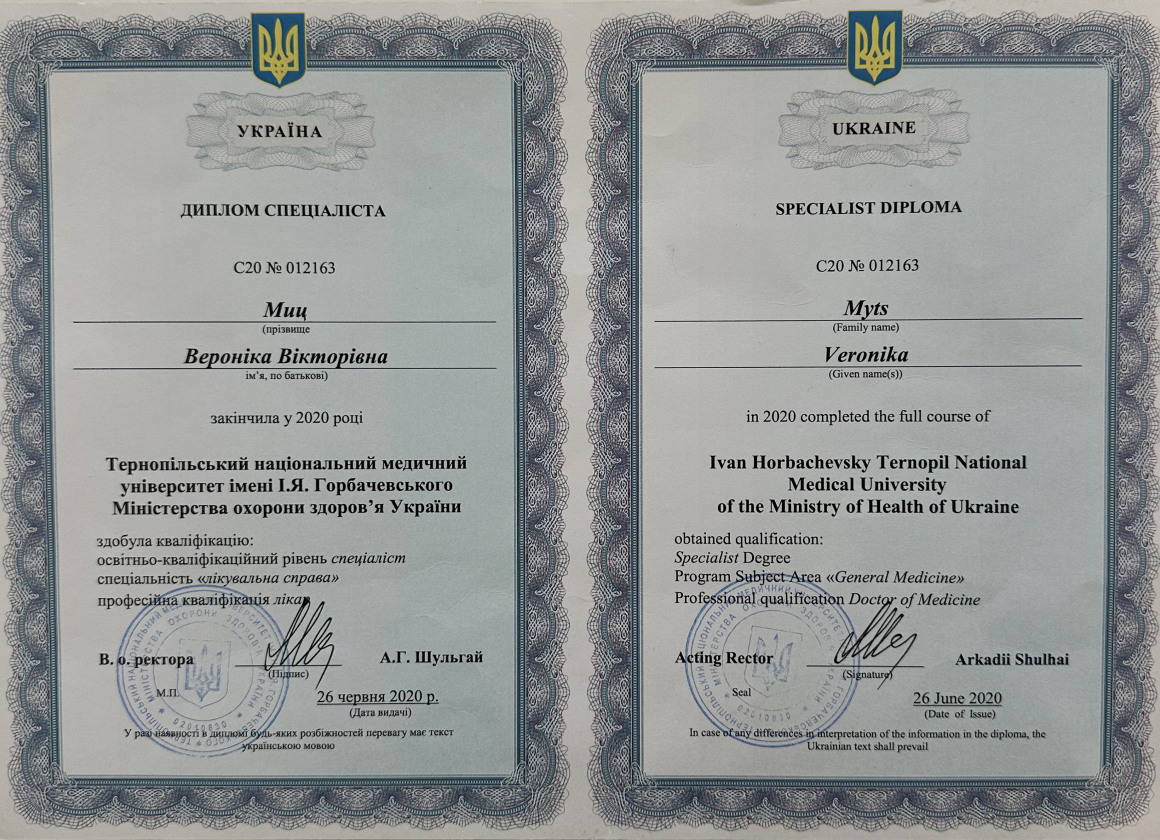 УКРАЇНА
ДИПЛОМ СПЕЦІАЛІСТА
С20 № 012163
Миц
(прізвище
Вероніка Вікторівна
ім’я, по батькові)
закінчила у 2020 році
Тернопільський національний медичний
університет імені І.Я. Горбачевського
Міністерства охорони здоров’я України
здобула кваліфікацію:
освітньо-кваліфікаційний рівень спеціаліст
спеціальність «лікувальна справа»
професійна кваліфікація лікар
В. о. ректора
(Підпис)
А.Г. Шульгай
М.П.
26 червня 2020 р.
(Дата видачі)
У разі наявності в дипломі будь-яких розбіжностей перевагу має текст
українською мовою
UKRAINE
SPECIALIST DIPLOMA
C20 № 012163
Myts
(Family name)
Veronika
(Given name(s))
in 2020 completed the full course of
Ivan Horbachevsky Ternopil National
Medical University
of the Ministry of Health of Ukraine
obtained qualification:
Specialist Degree
Program Subject Area «General Medicine»
Professional qualification Doctor of Medicine
Acting Rector
(Signature)
Arkadii Shulhai
Seal
26 June 2020
(Date of Issue)
In case of any differences in interpretation of the information in the diploma, the
Ukrainian text shall prevail